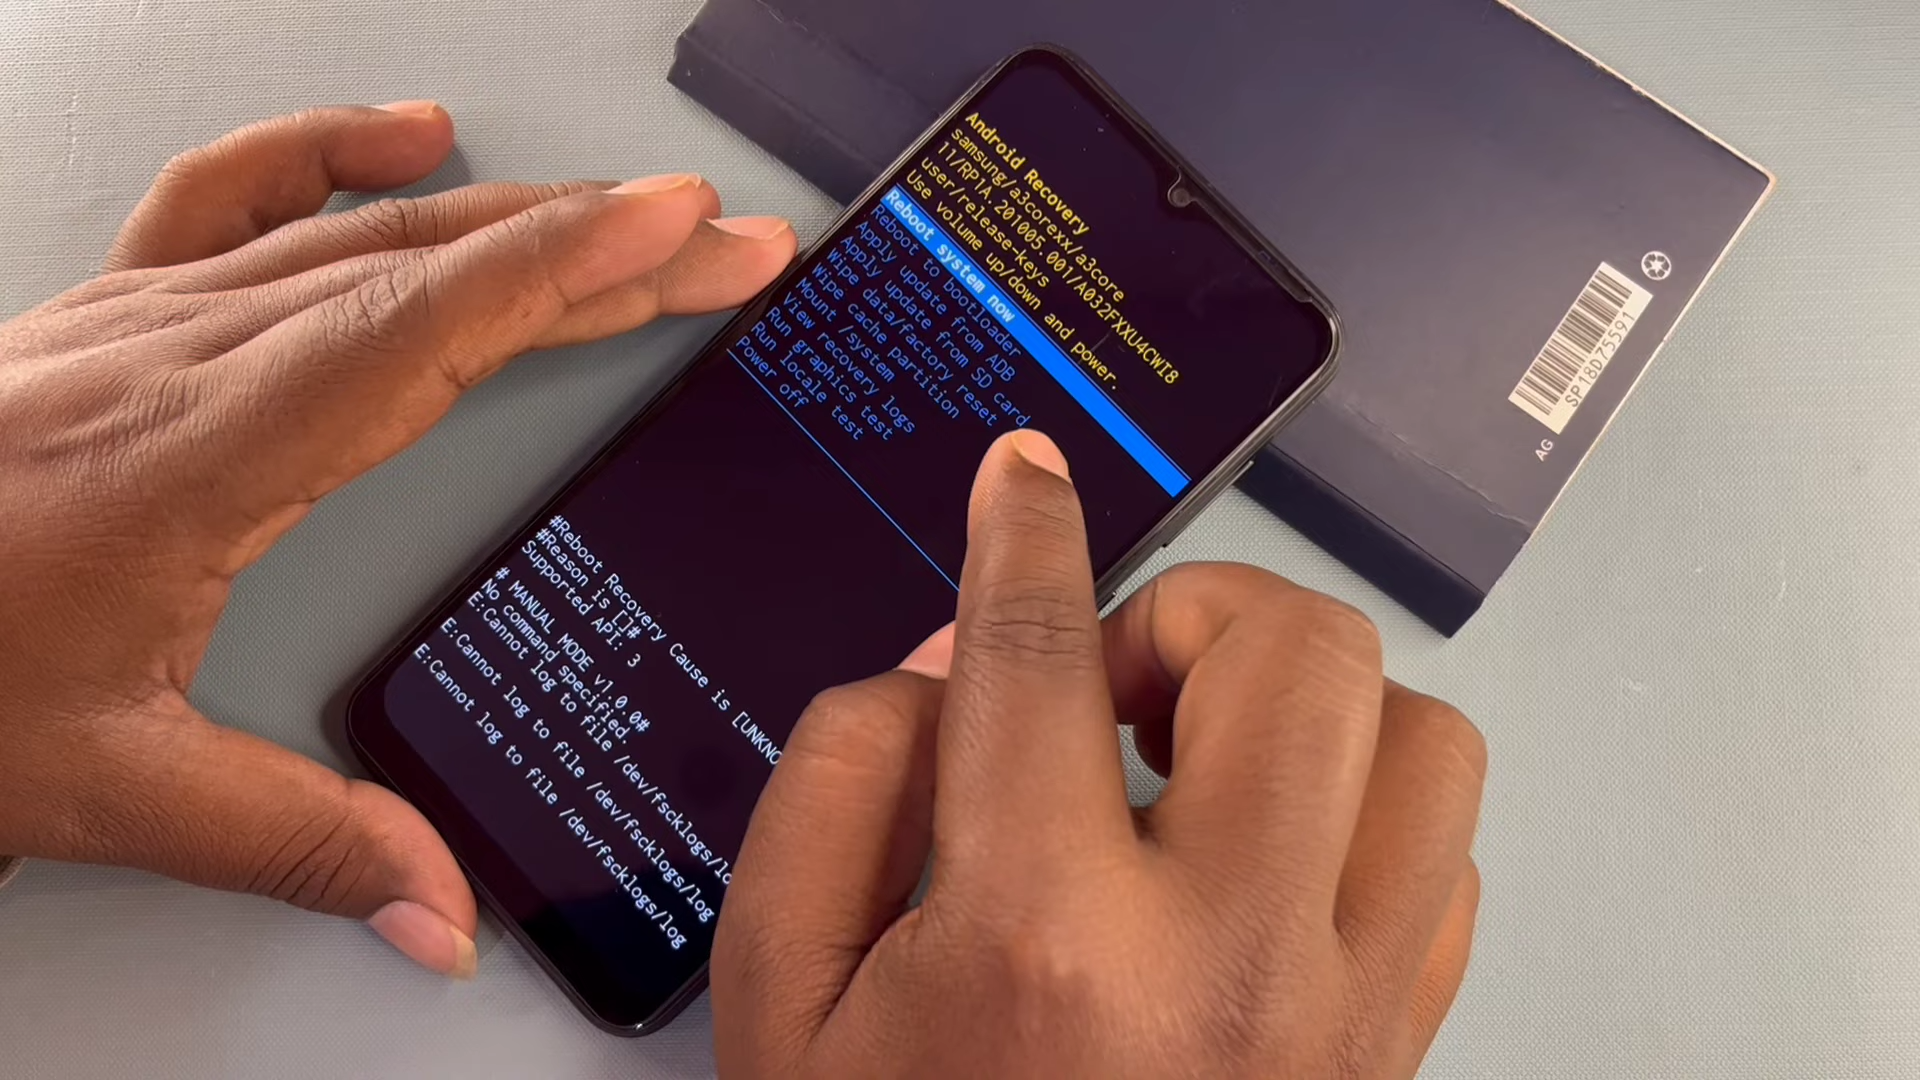 Android Recovery
samsung/a3corexx/a3core
11/RP1A.201005.001/A032FXXU4CWI8
user/release-keys
Use volume up/down and power.
Reboot system now
Reboot to bootloader
Apply update from ADB
Apply update from SD card
Wipe data/factory reset
Wipe cache partition
Mount /system
View recovery logs
Run graphics test
Run locale test
Power off
#Reboot Recovery Cause is [UNKNO
#Reason is []#
Supported API: 3
# MANUAL MODE v1.0.0#
No command specified.
E:Cannot log to file /dev/fscklogs/lo
E:Cannot log to file /dev/fscklogs/log
E:Cannot log to file /dev/fscklogs/log
SP18D75591
AG